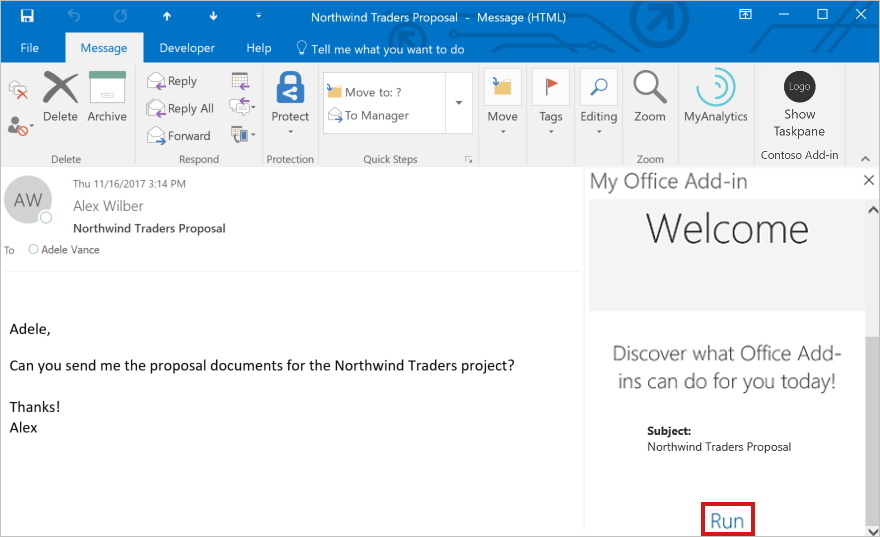 Northwind Traders Proposal - Message (HTML)
File Message Developer Help Tell me what you want to do
Delete
Archive
Delete
Reply
Reply All
Forward
Respond
Protect
Protection
Move to: ?
To Manager
Quick Steps
Move
Tags
Editing
Zoom
Zoom
MyAnalytics
Logo
Show
Taskpane
Contoso Add-in
AW
Thu 11/16/2017 3:14 PM
Alex Wilber
Northwind Traders Proposal
To Adele Vance
Adele,
Can you send me the proposal documents for the Northwind Traders project?
Thanks!
Alex
My Office Add-in
Welcome
Discover what Office Add-
ins can do for you today!
Subject:
Northwind Traders Proposal
Run